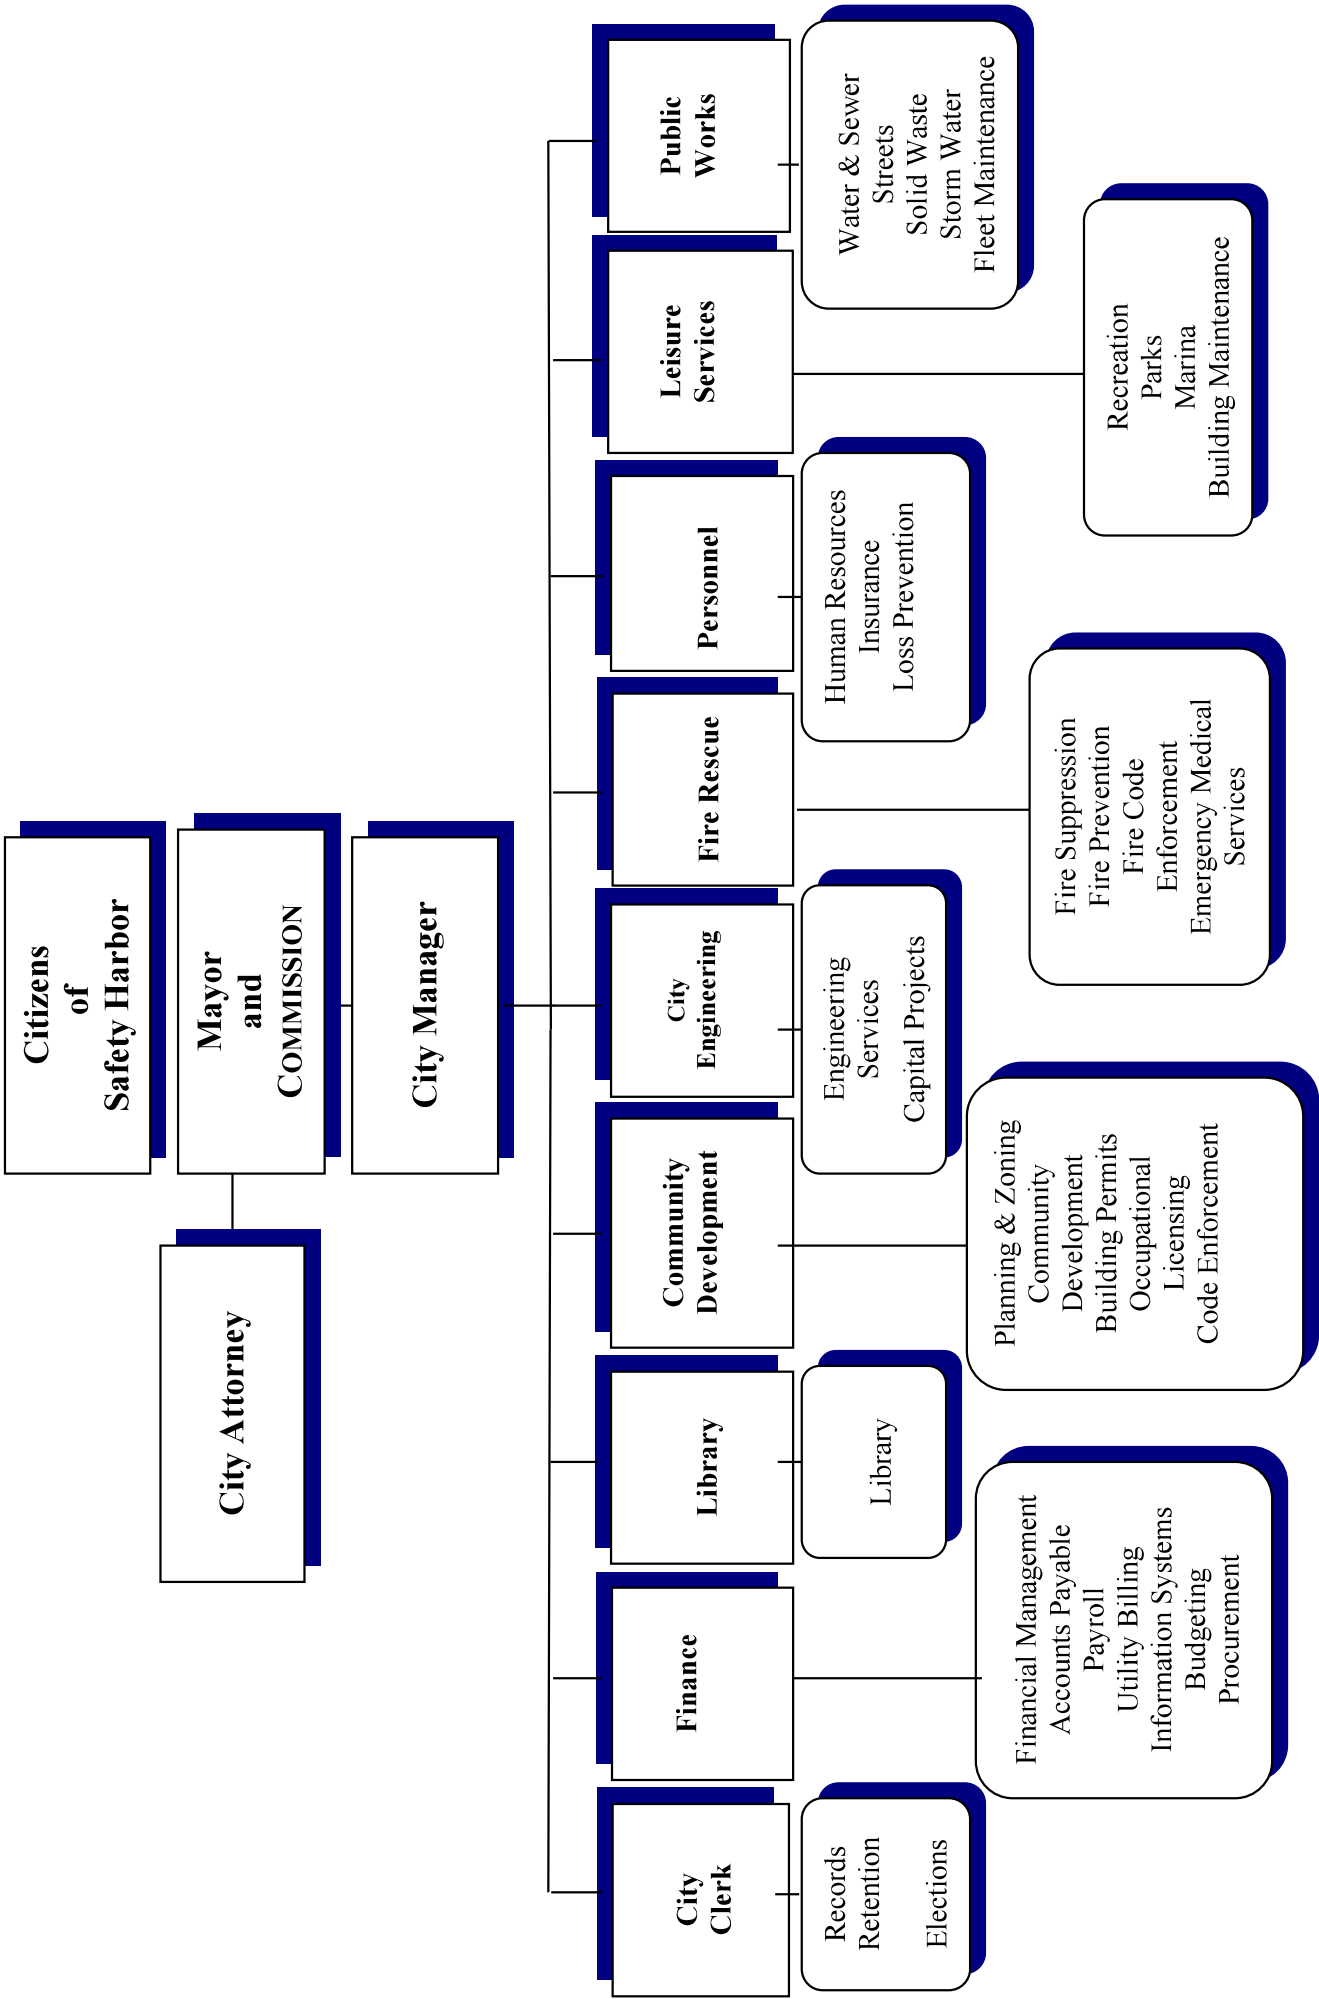 Citizens
of
Safety Harbor
Mayor
and
COMMISSION
City Attorney
City Manager
City
Clerk
Finance
Library
Community
Development
City
Engineering
Fire Rescue
Personnel
Leisure
Services
Public
Works
Records
Retention
Elections
Financial Management
Accounts Payable
Payroll
Utility Billing
Information Systems
Budgeting
Procurement
Library
Planning & Zoning
Community
Development
Building Permits
Occupational
Licensing
Code Enforcement
Engineering
Services
Capital Projects
Fire Suppression
Fire Prevention
Fire Code
Enforcement
Emergency Medical
Services
Human Resources
Insurance
Loss Prevention
Recreation
Parks
Marina
Building Maintenance
Water & Sewer
Streets
Solid Waste
Storm Water
Fleet Maintenance